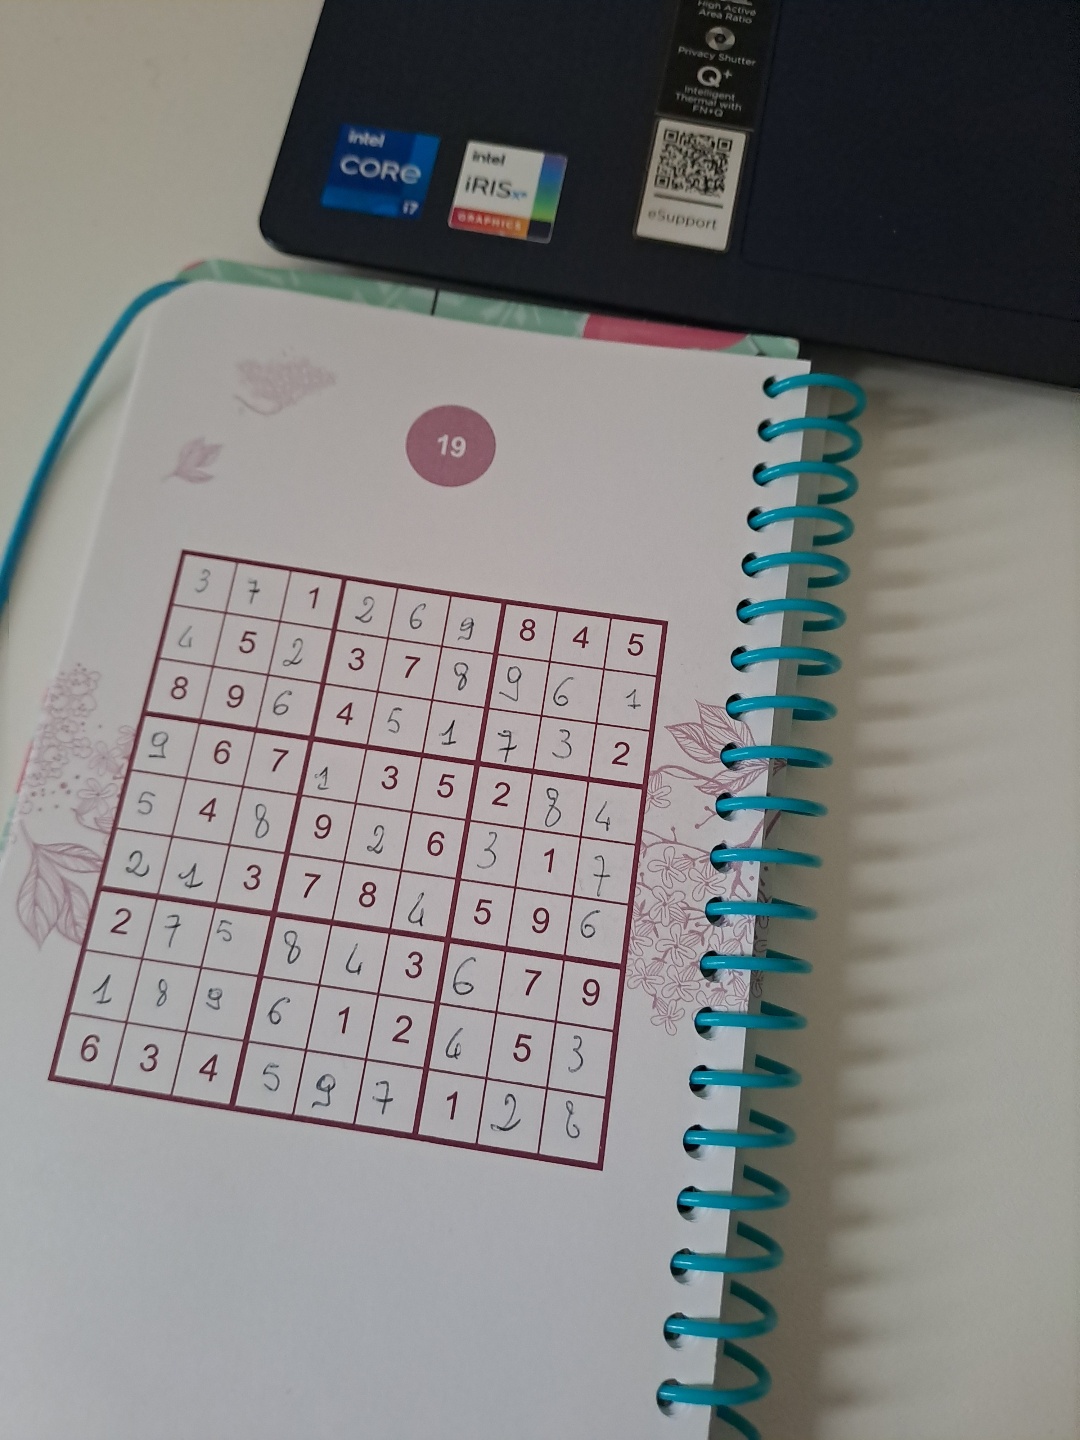 High Active
Area Ratio
Privacy Shutter
Q+
Intelligent
Thermal with
FN+Q
intel
CORe
i7
intel
iRISxe
GRAPHICS
eSupport
19
3 7 1 2 6 9 8 4 5
4 5 2 3 7 8 9 6 1
8 9 6 4 5 1 7 3 2
9 6 7 1 3 5 2 8 4
5 4 8 9 2 6 3 1 7
2 1 3 7 8 4 5 9 6
2 7 5 8 4 3 6 7 9
1 8 9 6 1 2 4 5 3
6 3 4 5 9 7 1 2 8